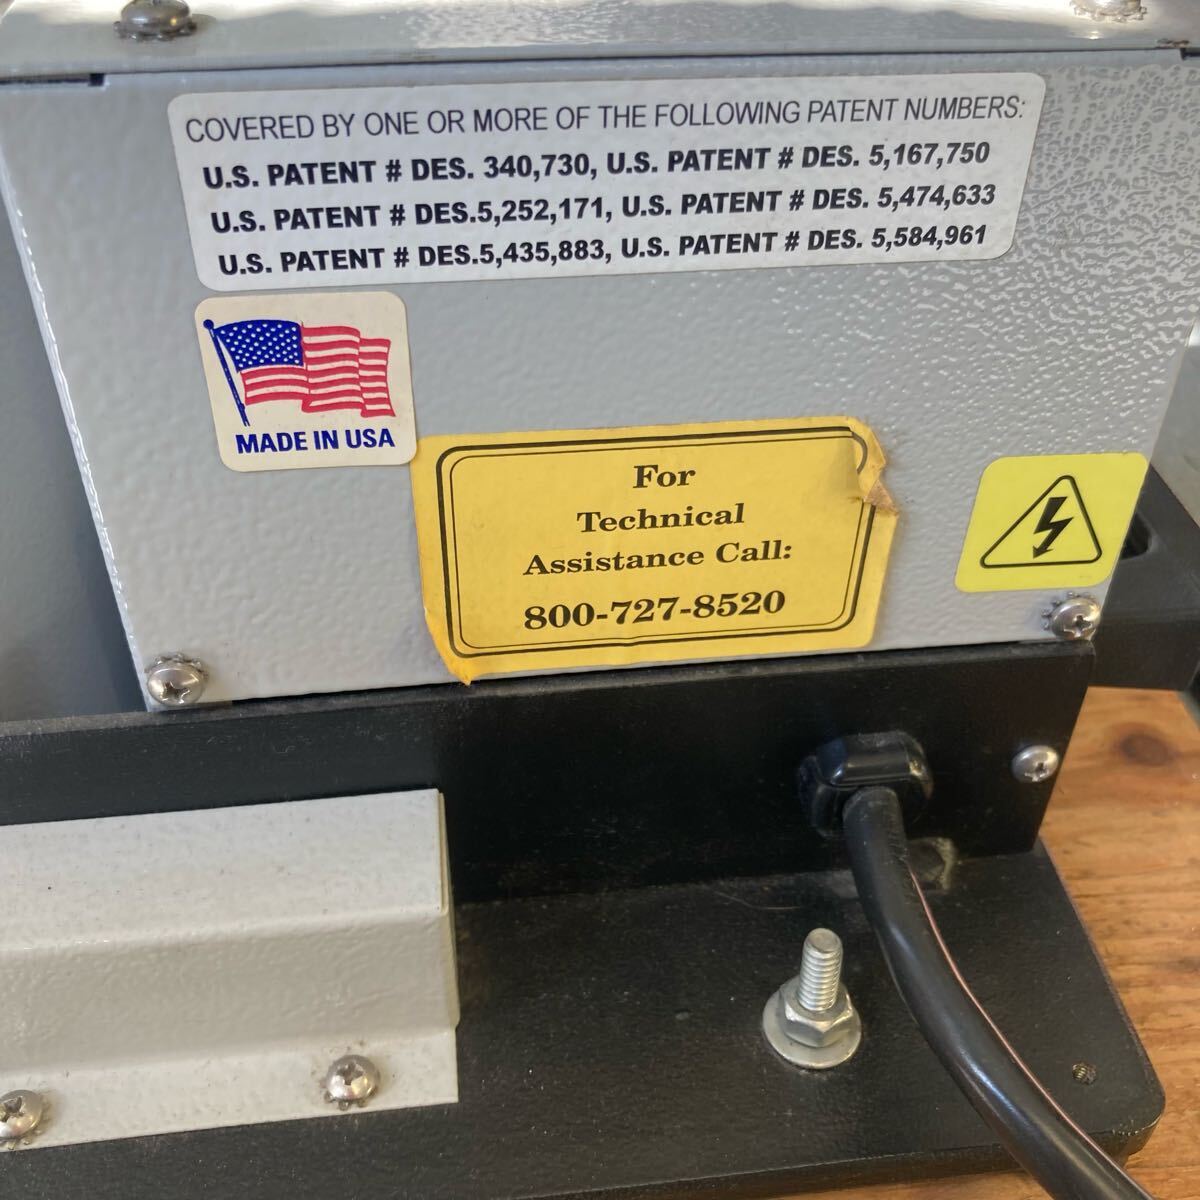 COVERED BY ONE OR MORE OF THE FOLLOWING PATENT NUMBERS:
U.S. PATENT # DES. 340,730, U.S. PATENT # DES. 5,167,750
U.S. PATENT # DES.5,252,171, U.S. PATENT # DES. 5,474,633
U.S. PATENT # DES.5,435,883, U.S. PATENT # DES. 5,584,961
MADE IN USA
For
Technical
Assistance Call:
800-727-8520